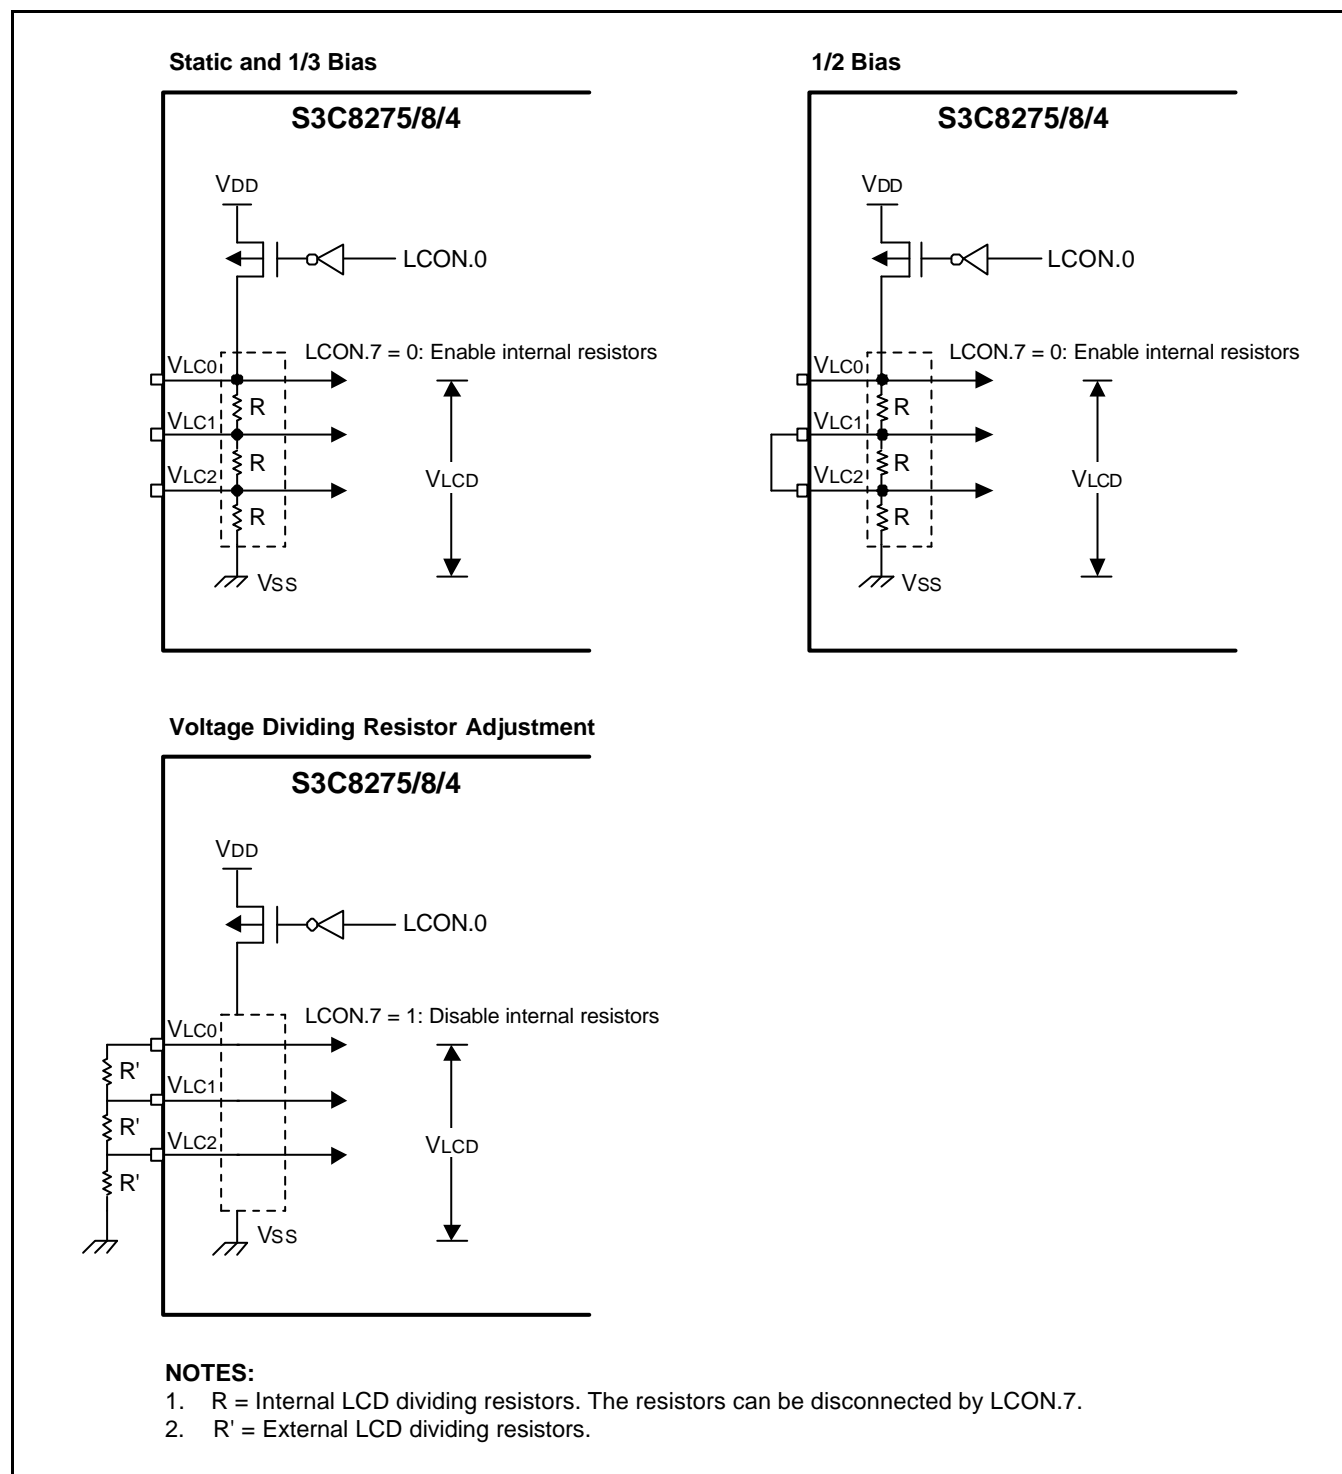 Static and 1/3 Bias
S3C8275/8/4
VDD
LCON.0
LCON.7 = 0: Enable internal resistors
VLC0
R
VLC1
R
VLC2
VLCD
R
VSS
1/2 Bias
S3C8275/8/4
VDD
LCON.0
LCON.7 = 0: Enable internal resistors
VLC0
R
VLC1
R
VLC2
VLCD
R
VSS
Voltage Dividing Resistor Adjustment
S3C8275/8/4
VDD
LCON.0
LCON.7 = 1: Disable internal resistors
VLC0
R'
VLC1
R'
VLC2
VLCD
R'
VSS
NOTES:
1. R = Internal LCD dividing resistors. The resistors can be disconnected by LCON.7.
2. R' = External LCD dividing resistors.